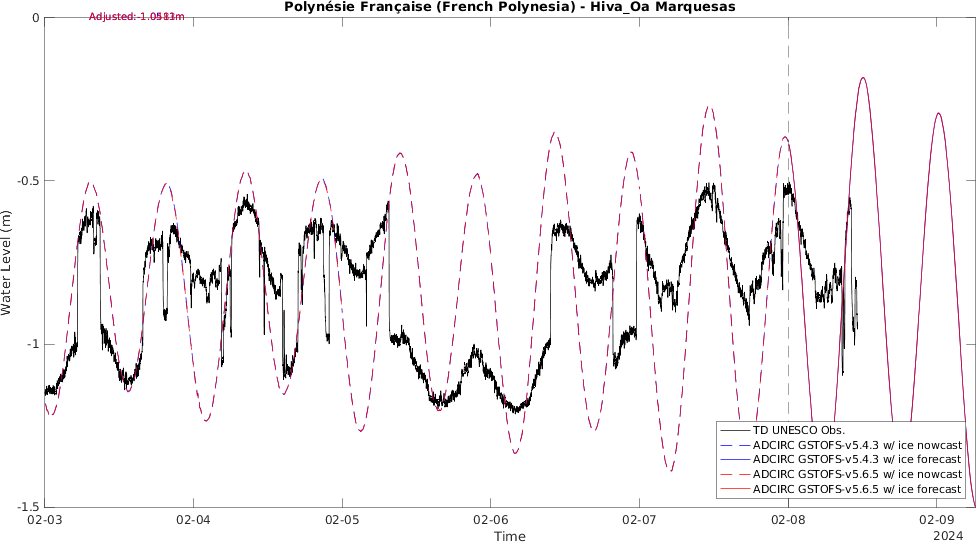 Polynésie Française (French Polynesia) - Hiva_Oa Marquesas
0
-0.5
-1
-1.5
Water Level (m)
TD UNESCO Obs.
ADCIRC GSTOFS-v5.4.3 w/ ice nowcast
ADCIRC GSTOFS-v5.4.3 w/ ice forecast
ADCIRC GSTOFS-v5.6.5 w/ ice nowcast
ADCIRC GSTOFS-v5.6.5 w/ ice forecast
02-03 02-04 02-05 02-06 02-07 02-08 02-09
Time
2024